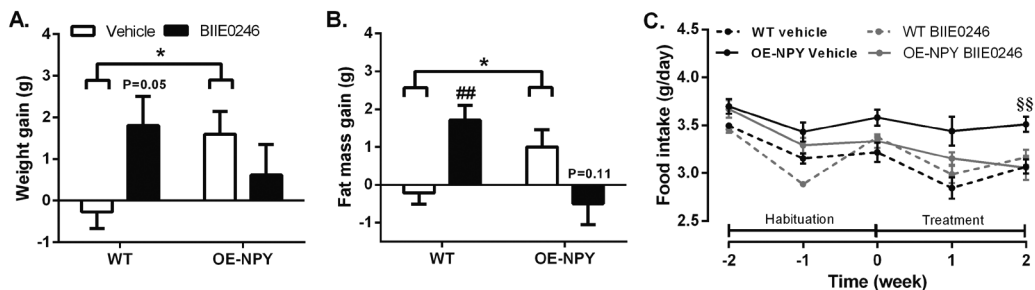 A.
Vehicle
BIIE0246
Weight gain (g)
4
3
2
1
0
-1
*
P=0.05
WT
OE-NPY
B.
Fat mass gain (g)
4
3
2
1
0
-1
*
##
P=0.11
WT
OE-NPY
C.
WT vehicle
WT BIIE0246
OE-NPY Vehicle
OE-NPY BIIE0246
Food intake (g/day)
4.0
3.5
3.0
2.5
§§
Habituation
Treatment
-2
-1
0
1
2
Time (week)